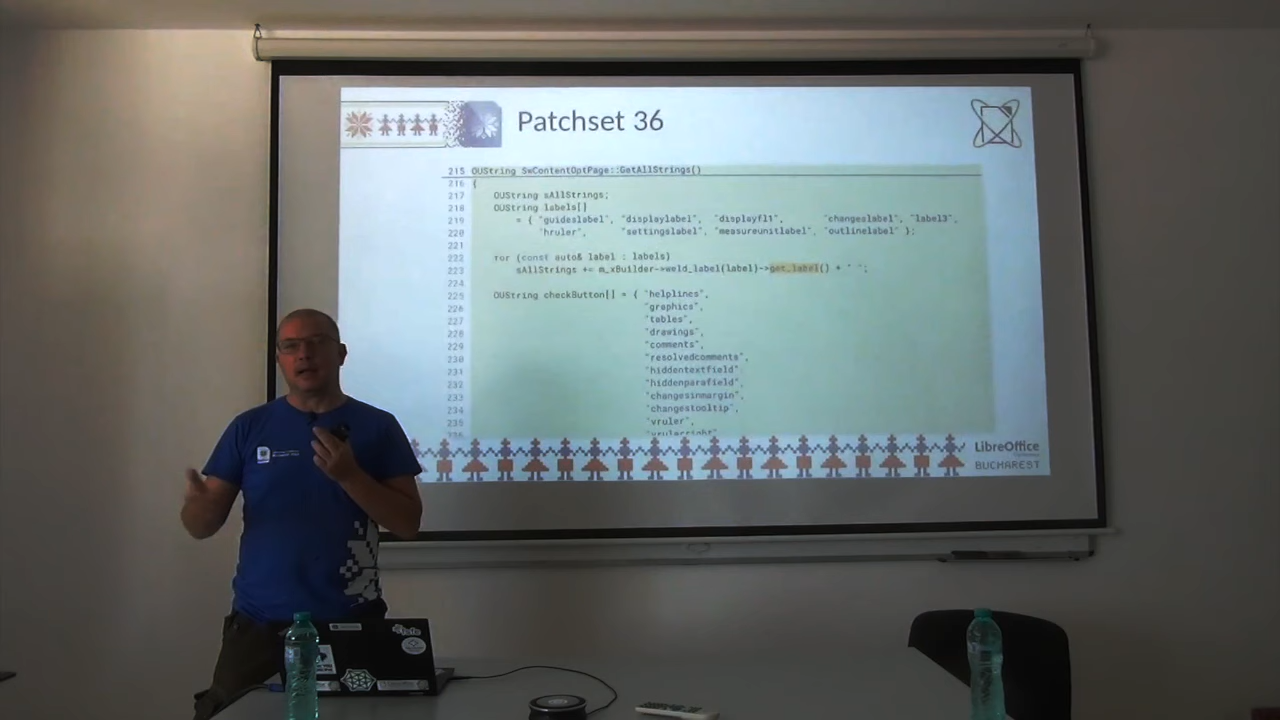 Patchset 36
215 OUString SwContentOptPage::GetAllStrings()
216 {
217 OUString sAllStrings;
218 OUString labels[]
219 = { "guideslabel", "displaylabel", "displayfl1", "changeslabel", "label3",
220 "hruler", "settingslabel", "measureunitlabel", "outlinelabel" };
221
222 for (const auto& label : labels)
223 sAllStrings += m_xBuilder->weld_label(label)->get_label() + " ";
224
225 OUString checkButton[] = { "helplines",
226 "graphics",
227 "tables",
228 "drawings",
229 "comments",
230 "resolvedcomments",
231 "hiddentextfield"
232 "hiddenparafield",
233 "changesinmargin",
234 "changestooltip",
235 "vruler",
236 "vrulerright"
LibreOffice
BUCHAREST